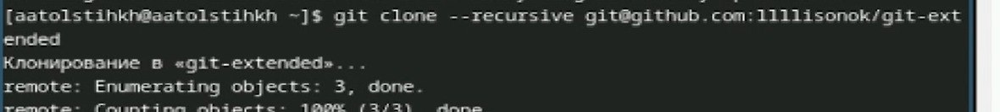 [aatolstihkh@aatolstihkh ~]$ git clone --recursive git@github.com:llllisonok/git-ext
ended
Клонирование в «git-extended»...
remote: Enumerating objects: 3, done.
remote: Counting objects: 100% (3/3), done.